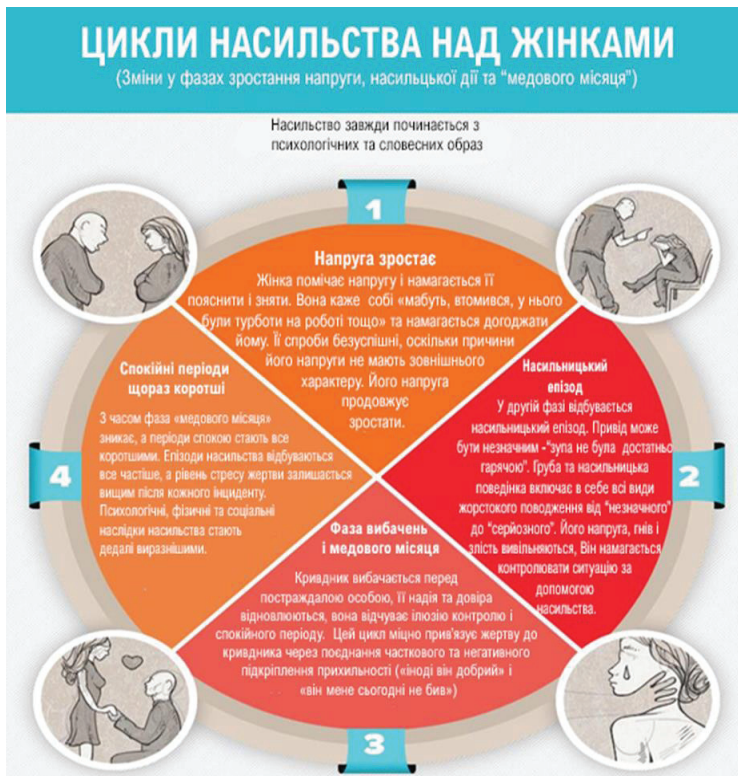 ЦИКЛИ НАСИЛЬСТВА НАД ЖІНКАМИ
(Зміни у фазах зростання напруги, насильцької дії та “медового місяця”)
Насильство завжди починається з
психологічних та словесних образ
1
Напруга зростає
Жінка помічає напругу і намагається її
пояснити і зняти. Вона каже собі «мабуть, втомився, у нього
були турботи на роботі тощо» та намагається догоджати
йому. Її спроби безуспішні, оскільки причини
його напруги не мають зовнішнього
характеру. Його напруга
продовжує
зростати.
2
Насильницький
епізод
У другій фазі відбувається
насильницький епізод. Привід може
бути незначним -“зупа не була достатньо
гарячою”. Груба та насильницька
поведінка включає в себе всі види
жорстокого поводження від “незначного”
до “серйозного”. Його напруга, гнів і
злість вивільняються, Він намагається
контролювати ситуацію за
допомогою
насильства.
3
Фаза вибачень
і медового місяця
Кривдник вибачається перед
постраждалою особою, її надія та довіра
відновлюються, вона відчуває ілюзію контролю і
спокійного періоду. Цей цикл міцно прив'язує жертву до
кривдника через поєднання часткового та негативного
підкріплення прихильності («іноді він добрий» і
«він мене сьогодні не бив»)
4
Спокійні періоди
щораз коротші
З часом фаза «медового місяця»
зникає, а періоди спокою стають все
коротшими. Епізоди насильства відбуваються
все частіше, а рівень стресу жертви залишається
вищим після кожного інциденту.
Психологічні, фізичні та соціальні
наслідки насильства стають
дедалі виразнішими.